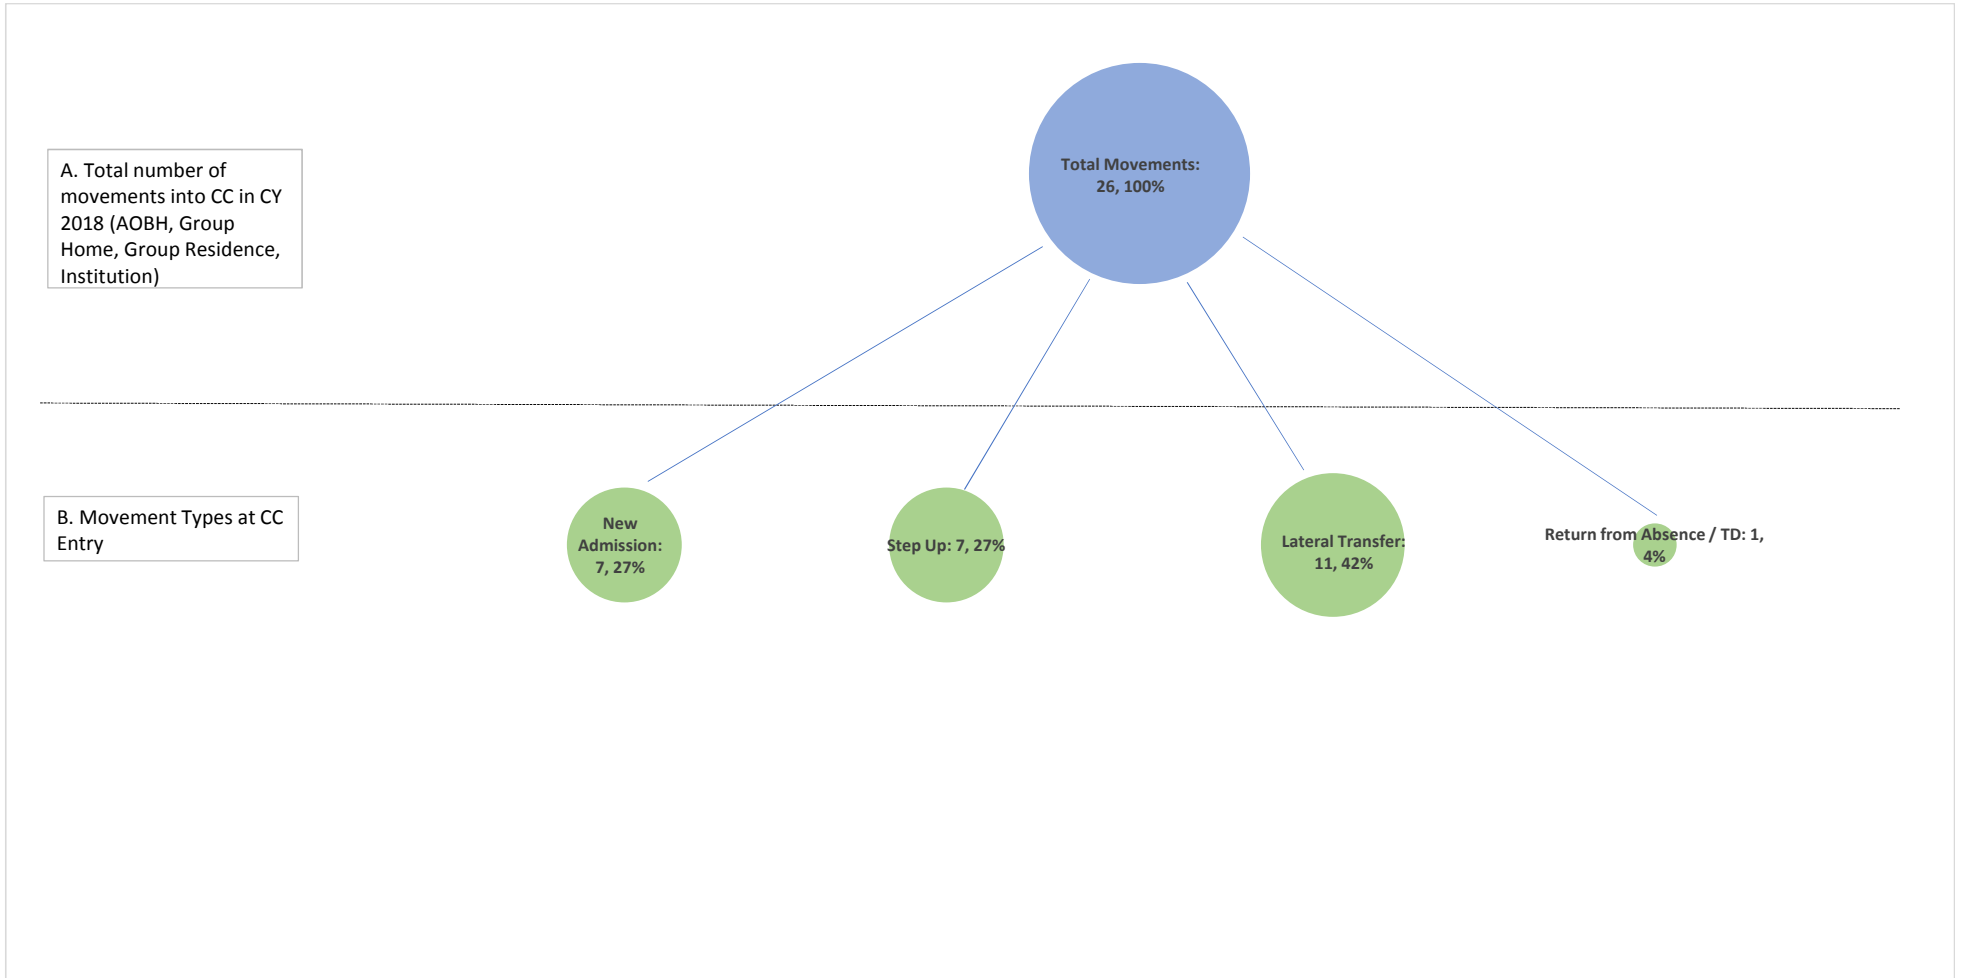 A. Total number of
movements into CC in CY
2018 (AOBH, Group
Home, Group Residence,
Institution)
Total Movements:
26, 100%
B. Movement Types at CC
Entry
New
Admission:
7, 27%
Step Up: 7, 27%
Lateral Transfer:
11, 42%
Return from Absence / TD: 1,
4%